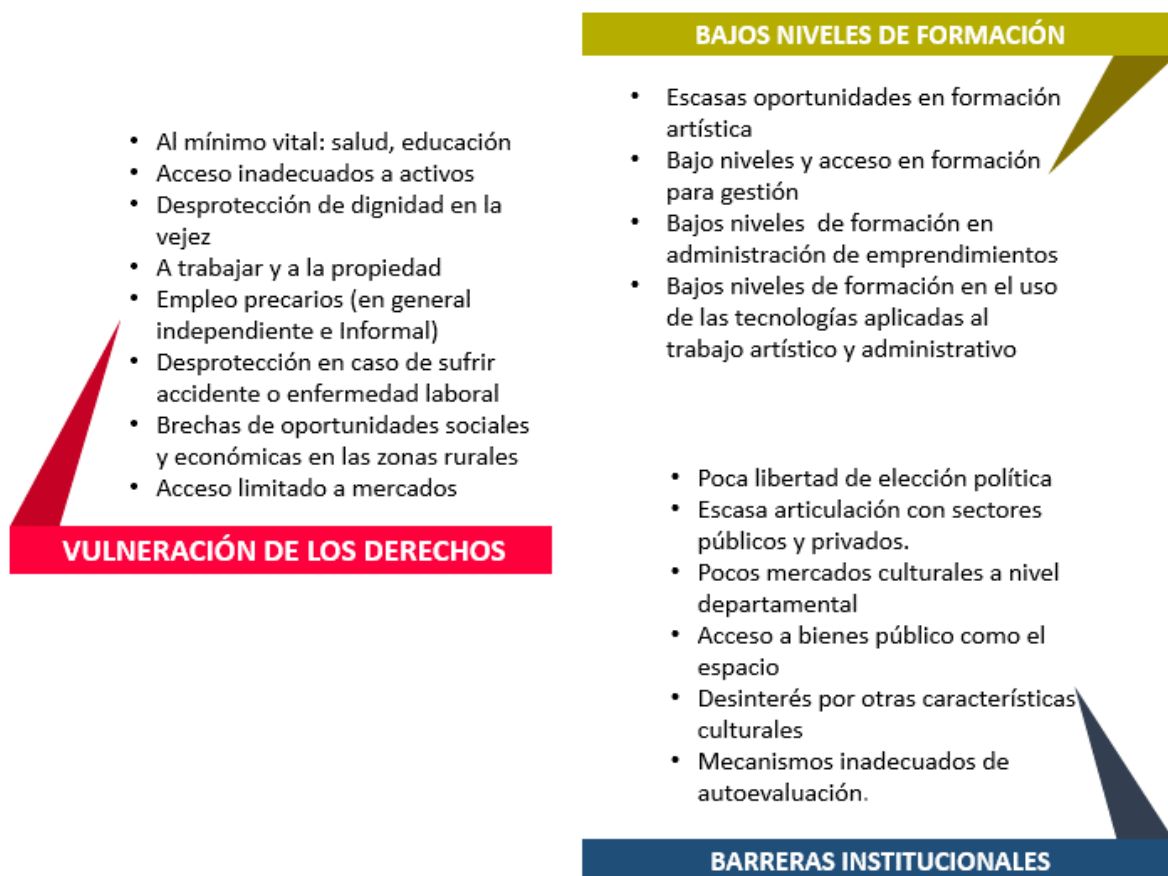 BAJOS NIVELES DE FORMACIÓN
• Escasas oportunidades en formación
artística
• Bajo niveles y acceso en formación
para gestión
• Bajos niveles de formación en
administración de emprendimientos
• Bajos niveles de formación en el uso
de las tecnologías aplicadas al
trabajo artístico y administrativo
• Al mínimo vital: salud, educación
• Acceso inadecuados a activos
• Desprotección de dignidad en la
vejez
• A trabajar y a la propiedad
• Empleo precarios (en general
independiente e Informal)
• Desprotección en caso de sufrir
accidente o enfermedad laboral
• Brechas de oportunidades sociales
y económicas en las zonas rurales
• Acceso limitado a mercados
VULNERACIÓN DE LOS DERECHOS
• Poca libertad de elección política
• Escasa articulación con sectores
públicos y privados.
• Pocos mercados culturales a nivel
departamental
• Acceso a bienes público como el
espacio
• Desinterés por otras características
culturales
• Mecanismos inadecuados de
autoevaluación.
BARRERAS INSTITUCIONALES